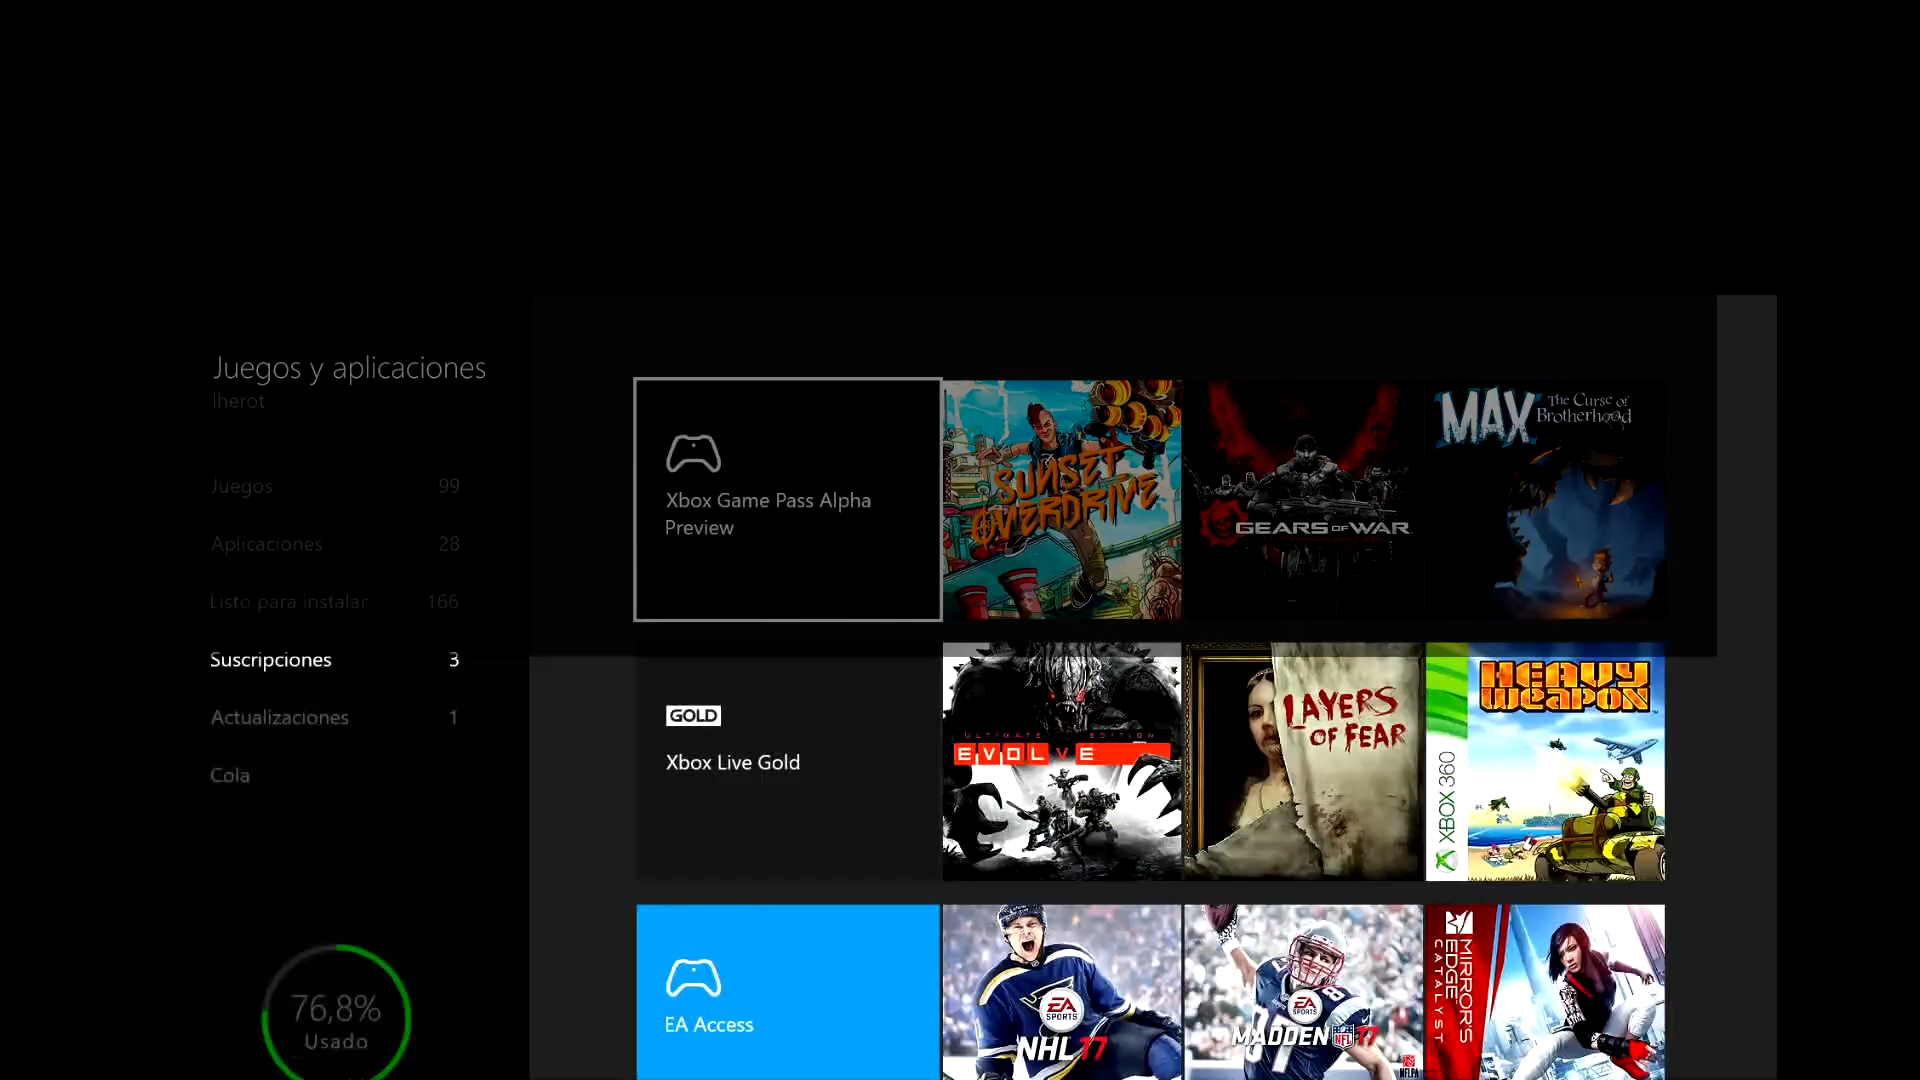 Juegos y aplicaciones
lherot
Juegos 99
Aplicaciones 28
Listo para instalar 166
Suscripciones 3
Actualizaciones 1
Cola
76,8%
Usado
Xbox Game Pass Alpha
Preview
SUNSET
OVERDRIVE
GEARS OF WAR
MAX The Curse of
Brotherhood
GOLD
Xbox Live Gold
ULTIMATE EDITION
EVOLVE
LAYERS
OF FEAR
XBOX 360
HEAVY
WEAPON
EA Access
EA
SPORTS
NHL 17
EA
SPORTS
MADDEN NFL 17
NFLPA
MIRROR'S
EDGE
CATALYST